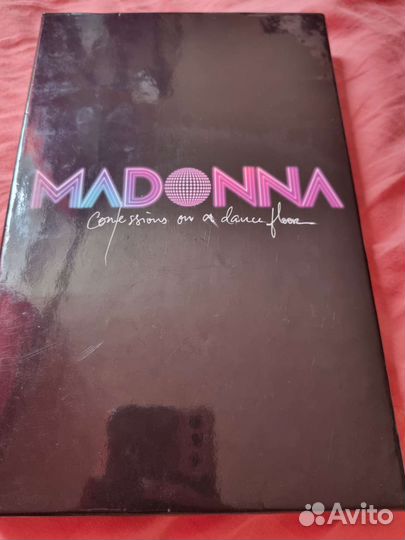 MADONNA
Confessions on a dance floor
Avito